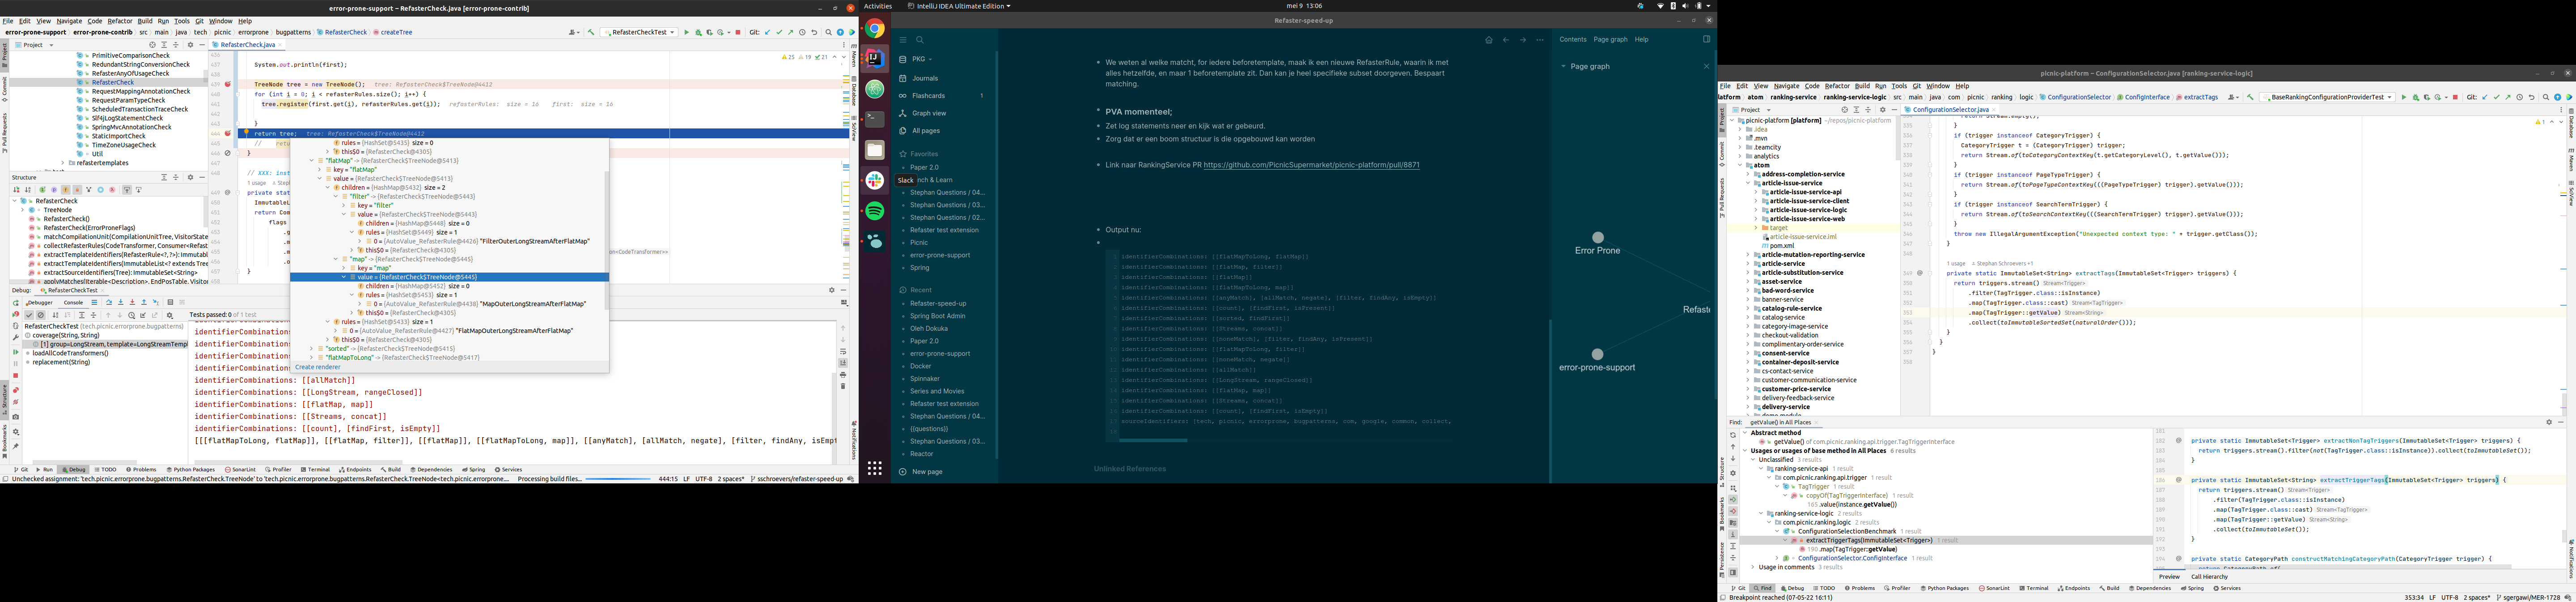 error-prone-support – RefasterCheck.java [error-prone-contrib]
File Edit View Navigate Code Refactor Build Run Tools Git Window Help
error-prone-support error-prone-contrib src main java tech picnic errorprone bugpatterns RefasterCheck createTree
RefasterCheckTest
Git:
Project
RefasterCheck.java
PrimitiveComparisonCheck
RedundantStringConversionCheck
RefasterAnyOfUsageCheck
RefasterCheck
RequestMappingAnnotationCheck
RequestParamTypeCheck
ScheduledTransactionTraceCheck
Slf4jLogStatementCheck
SpringMvcAnnotationCheck
StaticImportCheck
TimeZoneUsageCheck
Util
refastertemplates
Structure
RefasterCheck
TreeNode
RefasterCheck()
RefasterCheck(ErrorProneFlags)
matchCompilationUnit(CompilationUnitTree, VisitorState
collectRefasterRules(CodeTransformer, Consumer<Refast
extractTemplateIdentifiers(RefasterRule<?, ?>): Immutabl
extractTemplateIdentifiers(ImmutableList<? extends Tree
extractSourceIdentifiers(Tree): ImmutableSet<String>
applyMatches(Iterable<Description>, EndPosTable, Visitor
System.out.println(first);
TreeNode tree = new TreeNode(); tree: RefasterCheck$TreeNode@4412
for (int i = 0; i < refasterRules.size(); i++) {
tree.register(first.get(i), refasterRules.get(i)); refasterRules: size = 16 first: size = 16
}
return tree; tree: RefasterCheck$TreeNode@4412
rules = {HashSet@5435} size = 0
this$0 = {RefasterCheck@4305}
"flatMap" -> {RefasterCheck$TreeNode@5413}
key = "flatMap"
value = {RefasterCheck$TreeNode@5413}
children = {HashMap@5432} size = 2
"filter" -> {RefasterCheck$TreeNode@5443}
key = "filter"
value = {RefasterCheck$TreeNode@5443}
children = {HashMap@5448} size = 0
rules = {HashSet@5449} size = 1
0 = {AutoValue_RefasterRule@4426} "FilterOuterLongStreamAfterFlatMap"
this$0 = {RefasterCheck@4305}
"map" -> {RefasterCheck$TreeNode@5445}
key = "map"
value = {RefasterCheck$TreeNode@5445}
children = {HashMap@5452} size = 0
rules = {HashSet@5453} size = 1
0 = {AutoValue_RefasterRule@4438} "MapOuterLongStreamAfterFlatMap"
this$0 = {RefasterCheck@4305}
rules = {HashSet@5433} size = 1
0 = {AutoValue_RefasterRule@4427} "FlatMapOuterLongStreamAfterFlatMap"
this$0 = {RefasterCheck@4305}
"sorted" -> {RefasterCheck$TreeNode@5415}
"flatMapToLong" -> {RefasterCheck$TreeNode@5417}
Create renderer
Debug: RefasterCheckTest
Debugger Console
Tests passed: 0 of 1 test
RefasterCheckTest (tech.picnic.errorprone.bugpatterns)
coverage(String, String)
[1] group=LongStream, template=LongStreamTempl
loadAllCodeTransformers()
replacement(String)
identifierCombinations:
identifierCombinations:
identifierCombinations:
identifierCombinations:
identifierCombinations:
identifierCombinations: [[allMatch]]
identifierCombinations: [[LongStream, rangeClosed]]
identifierCombinations: [[flatMap, map]]
identifierCombinations: [[Streams, concat]]
identifierCombinations: [[count], [findFirst, isEmpty]]
[[[flatMapToLong, flatMap]], [[flatMap, filter]], [[flatMap]], [[flatMapToLong, map]], [[anyMatch], [allMatch, negate], [filter, findAny, isEmpt
Git Run Debug TODO Problems Python Packages SonarLint Profiler Terminal Endpoints Build Dependencies Spring Services
Unchecked assignment: 'tech.picnic.errorprone.bugpatterns.RefasterCheck.TreeNode' to 'tech.picnic.errorprone.bugpatterns.RefasterCheck.TreeNode<tech.picnic.errorprone... Processing build files... 444:15 LF UTF-8 2 spaces* sschroevers/refaster-speed-up
Activities IntelliJ IDEA Ultimate Edition
mei 9 13:06
Slack
Refaster-speed-up
PKG
Journals
Flashcards 1
Graph view
All pages
Favorites
Paper 2.0
nch & Learn
Stephan Questions / 04...
Stephan Questions / 03...
Stephan Questions / 02...
Refaster test extension
Picnic
error-prone-support
Spring
Recent
Refaster-speed-up
Spring Boot Admin
Oleh Dokuka
Paper 2.0
error-prone-support
Docker
Spinnaker
Series and Movies
Refaster test extension
Stephan Questions / 04...
{{questions}}
Stephan Questions / 03...
Reactor
New page
We weten al welke matcht, for iedere beforetemplate, maak ik een nieuwe RefasterRule, waarin ik met
alles hetzelfde, en maar 1 beforetemplate zit. Dan kan je heel specifieke subset doorgeven. Bespaart
matching.
PVA momenteel;
Zet log statements neer en kijk wat er gebeurd.
Zorg dat er een boom structuur is die opgebouwd kan worden
Link naar RankingService PR https://github.com/PicnicSupermarket/picnic-platform/pull/8871
Output nu:
identifierCombinations: [[flatMapToLong, flatMap]]
identifierCombinations: [[flatMap, filter]]
identifierCombinations: [[flatMap]]
identifierCombinations: [[flatMapToLong, map]]
identifierCombinations: [[anyMatch], [allMatch, negate], [filter, findAny, isEmpty]]
identifierCombinations: [[count], [findFirst, isPresent]]
identifierCombinations: [[sorted, findFirst]]
identifierCombinations: [[Streams, concat]]
identifierCombinations: [[noneMatch], [filter, findAny, isPresent]]
identifierCombinations: [[flatMapToLong, filter]]
identifierCombinations: [[noneMatch, negate]]
identifierCombinations: [[allMatch]]
identifierCombinations: [[LongStream, rangeClosed]]
identifierCombinations: [[flatMap, map]]
identifierCombinations: [[Streams, concat]]
identifierCombinations: [[count], [findFirst, isEmpty]]
sourceIdentifiers: [tech, picnic, errorprone, bugpatterns, com, google, common, collect,
Unlinked References
Contents Page graph Help
Page graph
Error Prone
Refaste
error-prone-support
picnic-platform – ConfigurationSelector.java [ranking-service-logic]
File Edit View Navigate Code Refactor Build Run Tools Git Window Help
latform atom ranking-service ranking-service-logic src main java com picnic ranking logic ConfigurationSelector ConfigInterface extractTags
BaseRankingConfigurationProviderTest
Git:
Project
ConfigurationSelector.java
picnic-platform [platform] ~/repos/picnic-platform
.idea
.mvn
.teamcity
analytics
atom
address-completion-service
article-issue-service
article-issue-service-api
article-issue-service-client
article-issue-service-logic
article-issue-service-web
target
article-issue-service.iml
pom.xml
article-mutation-reporting-service
article-service
article-substitution-service
asset-service
bad-word-service
banner-service
catalog-rule-service
catalog-service
category-image-service
checkout-validation
complimentary-order-service
consent-service
container-deposit-service
cs-contact-service
customer-communication-service
customer-price-service
delivery-feedback-service
delivery-service
return Stream.empty();
}
if (trigger instanceof CategoryTrigger) {
CategoryTrigger t = (CategoryTrigger) trigger;
return Stream.of(toCategoryContextKey(t.getCategoryLevel(), t.getValue()));
}
if (trigger instanceof PageTypeTrigger) {
return Stream.of(toPageTypeContextKey(((PageTypeTrigger) trigger).getValue()));
}
if (trigger instanceof SearchTermTrigger) {
return Stream.of(toSearchContextKey(((SearchTermTrigger) trigger).getValue()));
}
throw new IllegalArgumentException("Unexpected context type: " + trigger.getClass());
}
1 usage Stephan Schroevers +1
private static ImmutableSet<String> extractTags(ImmutableSet<Trigger> triggers) {
return triggers.stream() Stream<Trigger>
.filter(TagTrigger.class::isInstance)
.map(TagTrigger.class::cast) Stream<TagTrigger>
.map(TagTrigger::getValue) Stream<String>
.collect(toImmutableSortedSet(naturalOrder()));
}
}
}
Find: getValue() in All Places
Abstract method
getValue() of com.picnic.ranking.api.trigger.TagTriggerInterface
Usages or usages of base method in All Places 6 results
Unclassified 3 results
ranking-service-api 1 result
com.picnic.ranking.api.trigger 1 result
TagTrigger 1 result
copyOf(TagTriggerInterface) 1 result
165 .value(instance.getValue())
ranking-service-logic 2 results
com.picnic.ranking.logic 2 results
ConfigurationSelectionBenchmark 1 result
extractTriggerTags(ImmutableSet<Trigger>) 1 result
190 .map(TagTrigger::getValue)
ConfigurationSelector.ConfigInterface 1 result
Usage in comments 3 results
private static ImmutableSet<Trigger> extractNonTagTriggers(ImmutableSet<Trigger> triggers) {
return triggers.stream().filter(not(TagTrigger.class::isInstance)).collect(toImmutableSet());
}
private static ImmutableSet<String> extractTriggerTags(ImmutableSet<Trigger> triggers) {
return triggers.stream() Stream<Trigger>
.filter(TagTrigger.class::isInstance)
.map(TagTrigger.class::cast) Stream<TagTrigger>
.map(TagTrigger::getValue) Stream<String>
.collect(toImmutableSet());
}
private static CategoryPath constructMatchingCategoryPath(CategoryTrigger trigger) {
Preview Call Hierarchy
Git Find Debug TODO Problems Profiler Python Packages SonarLint Terminal Endpoints Build Dependencies Spring Services
Breakpoint reached (07-05-22 16:11) 353:34 LF UTF-8 2 spaces* sgergawi/MER-1728